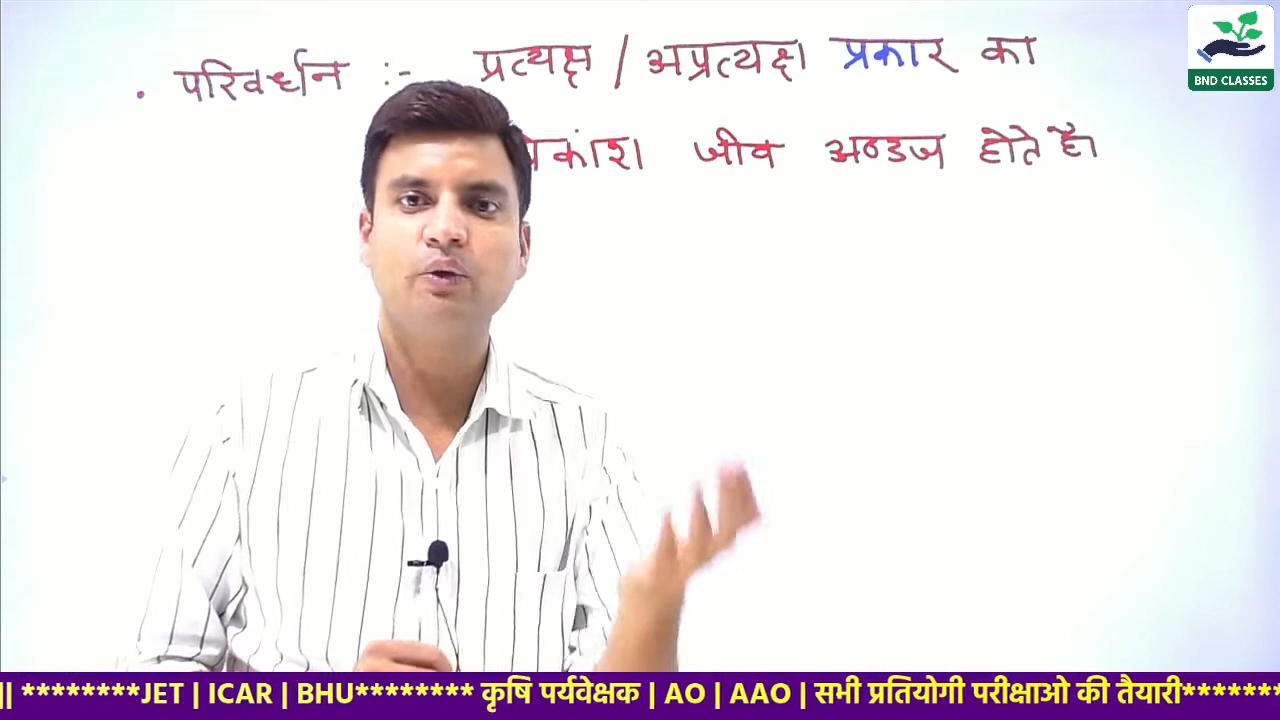 • परिवर्धन :- प्रत्यक्ष / अप्रत्यक्ष प्रकार का
जीव अण्डज होते है।
BND CLASSES
|| ********JET | ICAR | BHU******** कृषि पर्यवेक्षक | AO | AAO | सभी प्रतियोगी परीक्षाओ की तैयारी*******